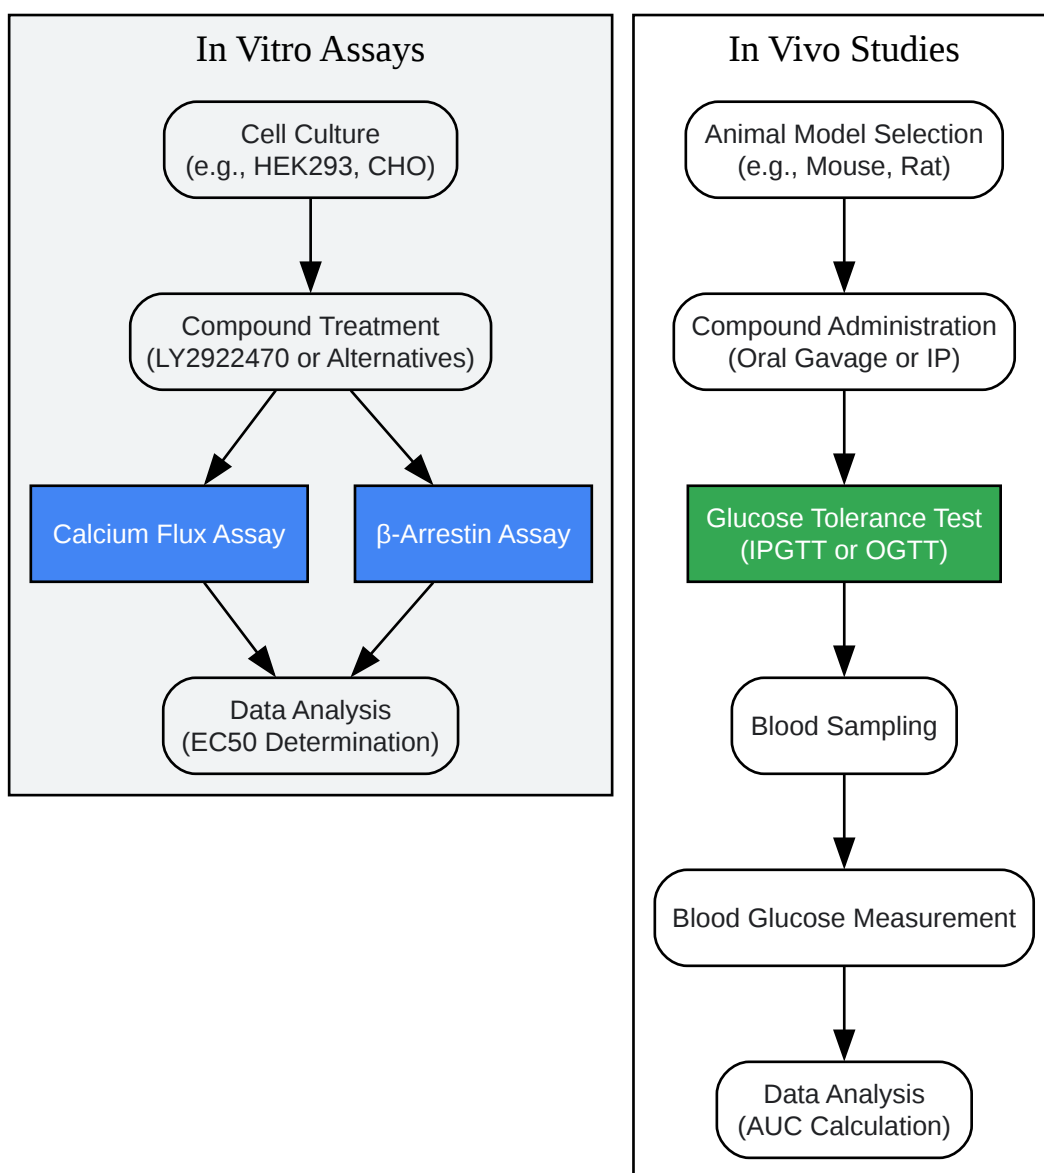 In Vitro Assays
Cell Culture
(e.g., HEK293, CHO)
Compound Treatment
(LY2922470 or Alternatives)
Calcium Flux Assay
β-Arrestin Assay
Data Analysis
(EC50 Determination)
In Vivo Studies
Animal Model Selection
(e.g., Mouse, Rat)
Compound Administration
(Oral Gavage or IP)
Glucose Tolerance Test
(IPGTT or OGTT)
Blood Sampling
Blood Glucose Measurement
Data Analysis
(AUC Calculation)